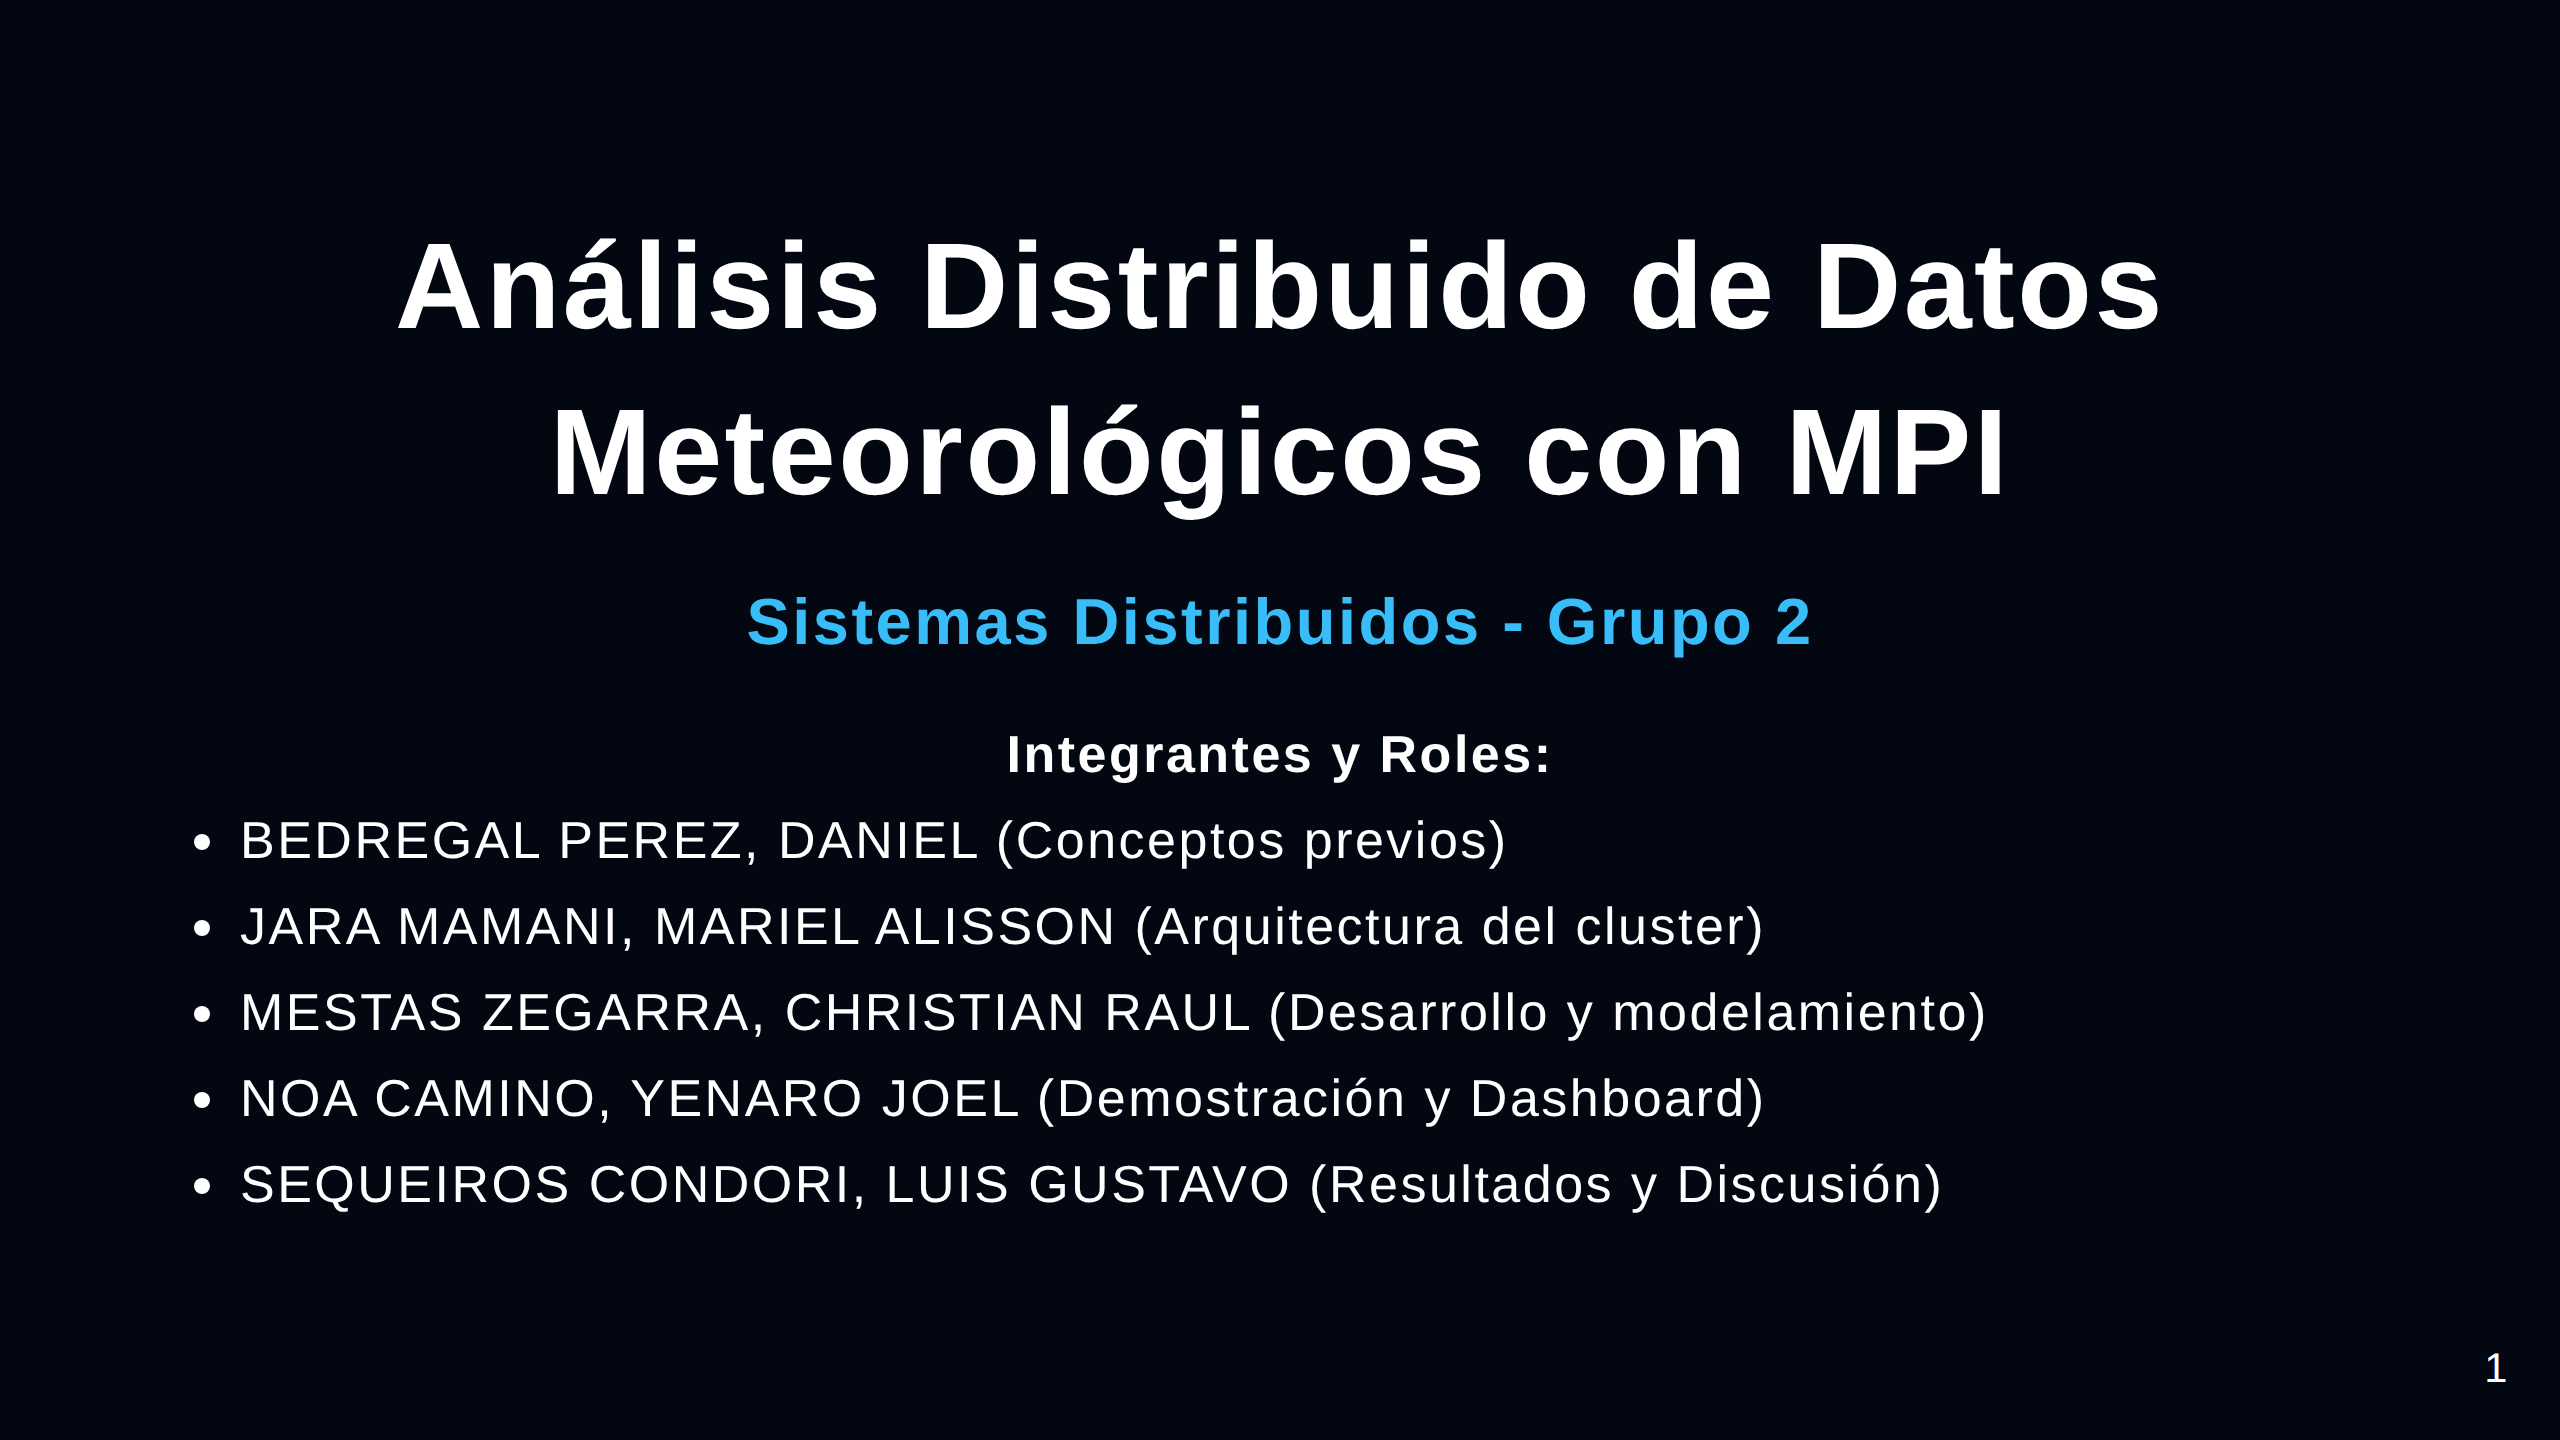 Análisis Distribuido de Datos
Meteorológicos con MPI
Sistemas Distribuidos - Grupo 2
Integrantes y Roles:
• BEDREGAL PEREZ, DANIEL (Conceptos previos)
• JARA MAMANI, MARIEL ALISSON (Arquitectura del cluster)
• MESTAS ZEGARRA, CHRISTIAN RAUL (Desarrollo y modelamiento)
• NOA CAMINO, YENARO JOEL (Demostración y Dashboard)
• SEQUEIROS CONDORI, LUIS GUSTAVO (Resultados y Discusión)
1